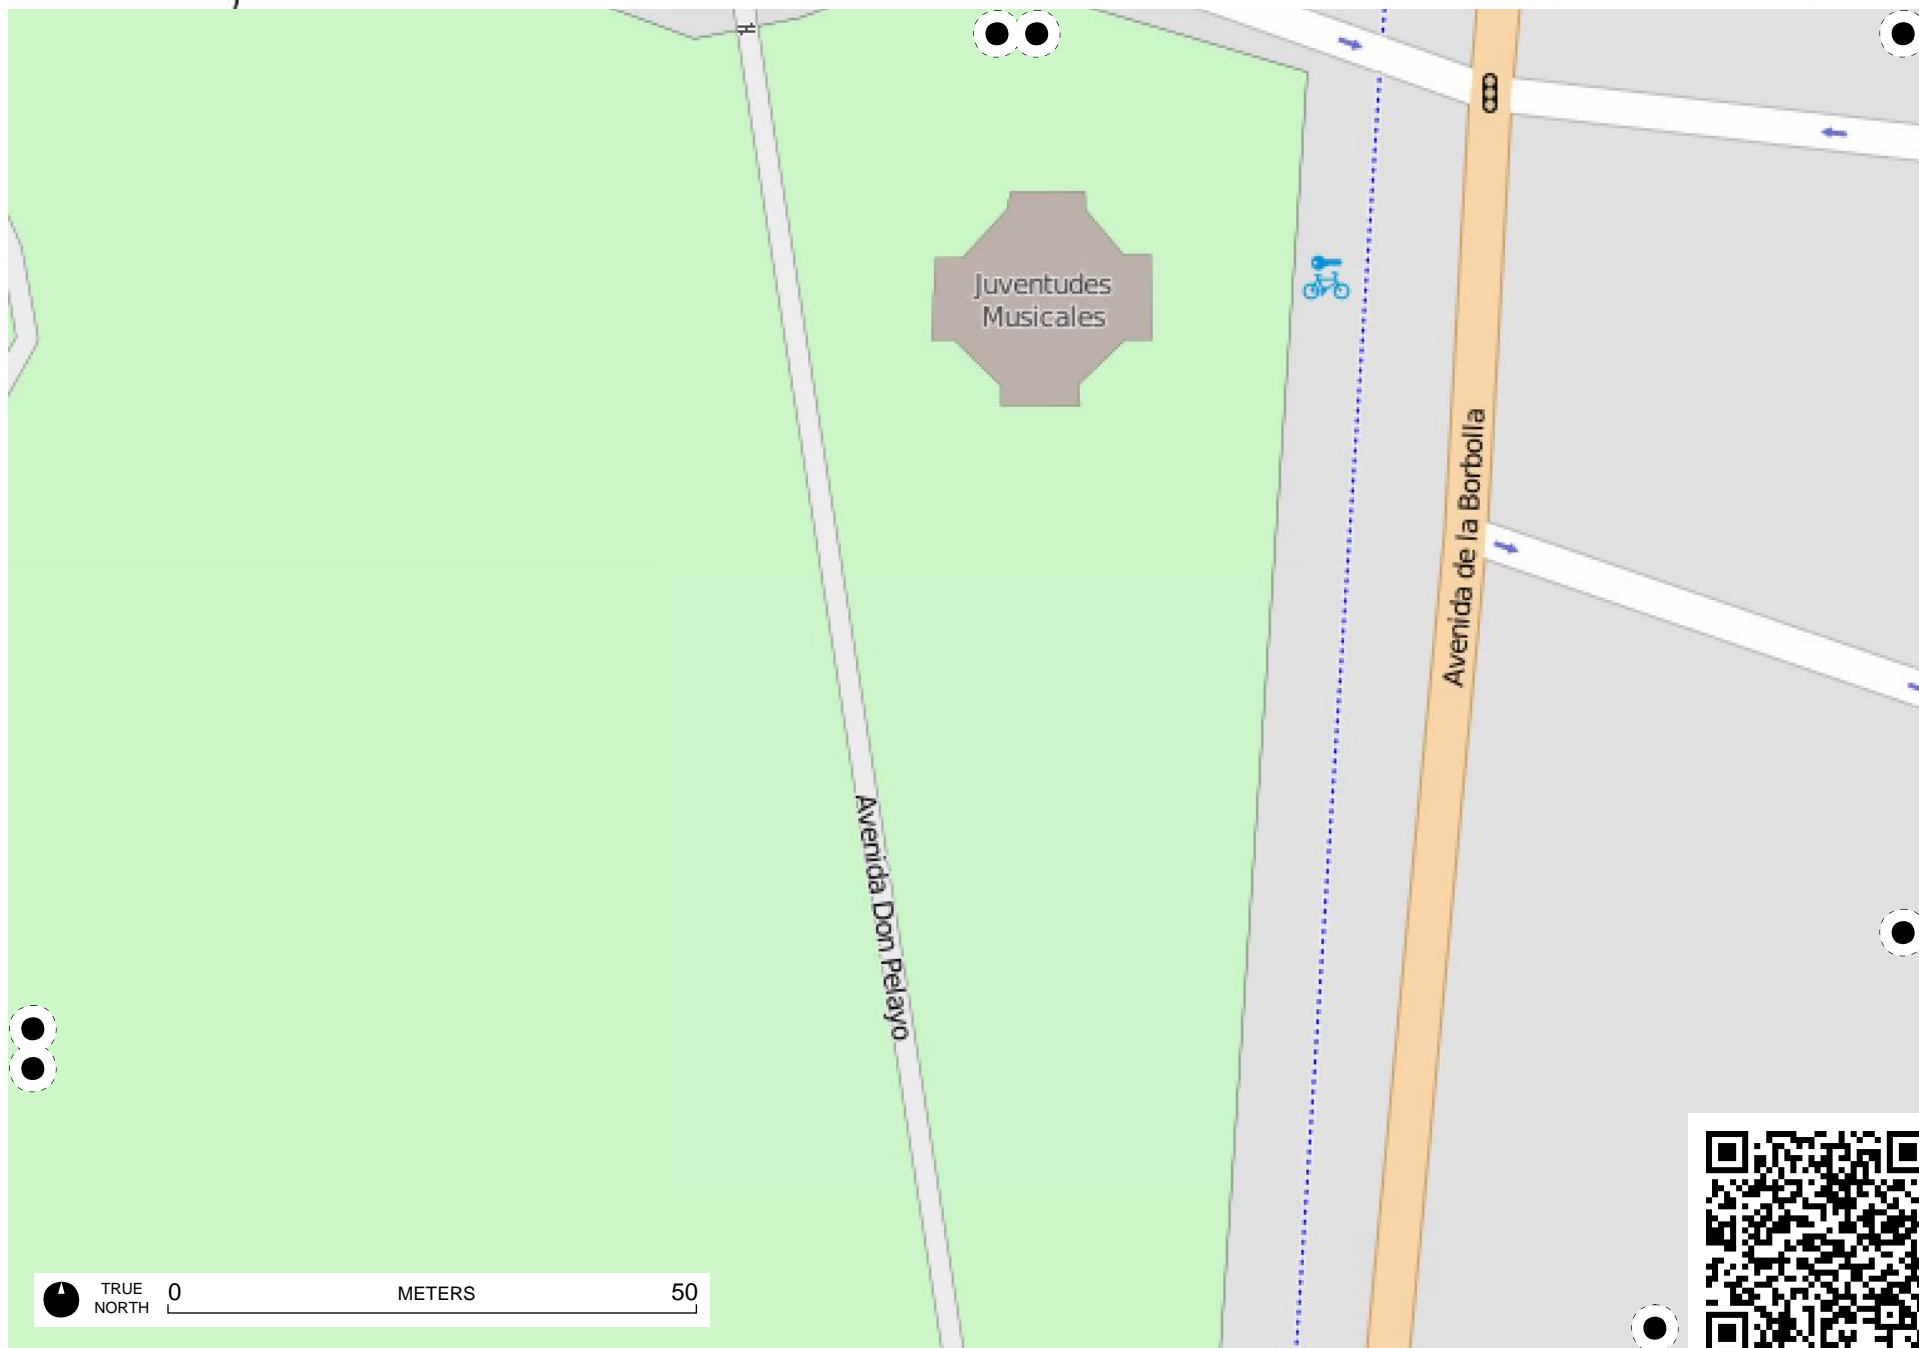 Juventudes
Musicales
Avenida de la Borbolla
Avenida Don Pelayo
TRUE
NORTH
0 METERS 50